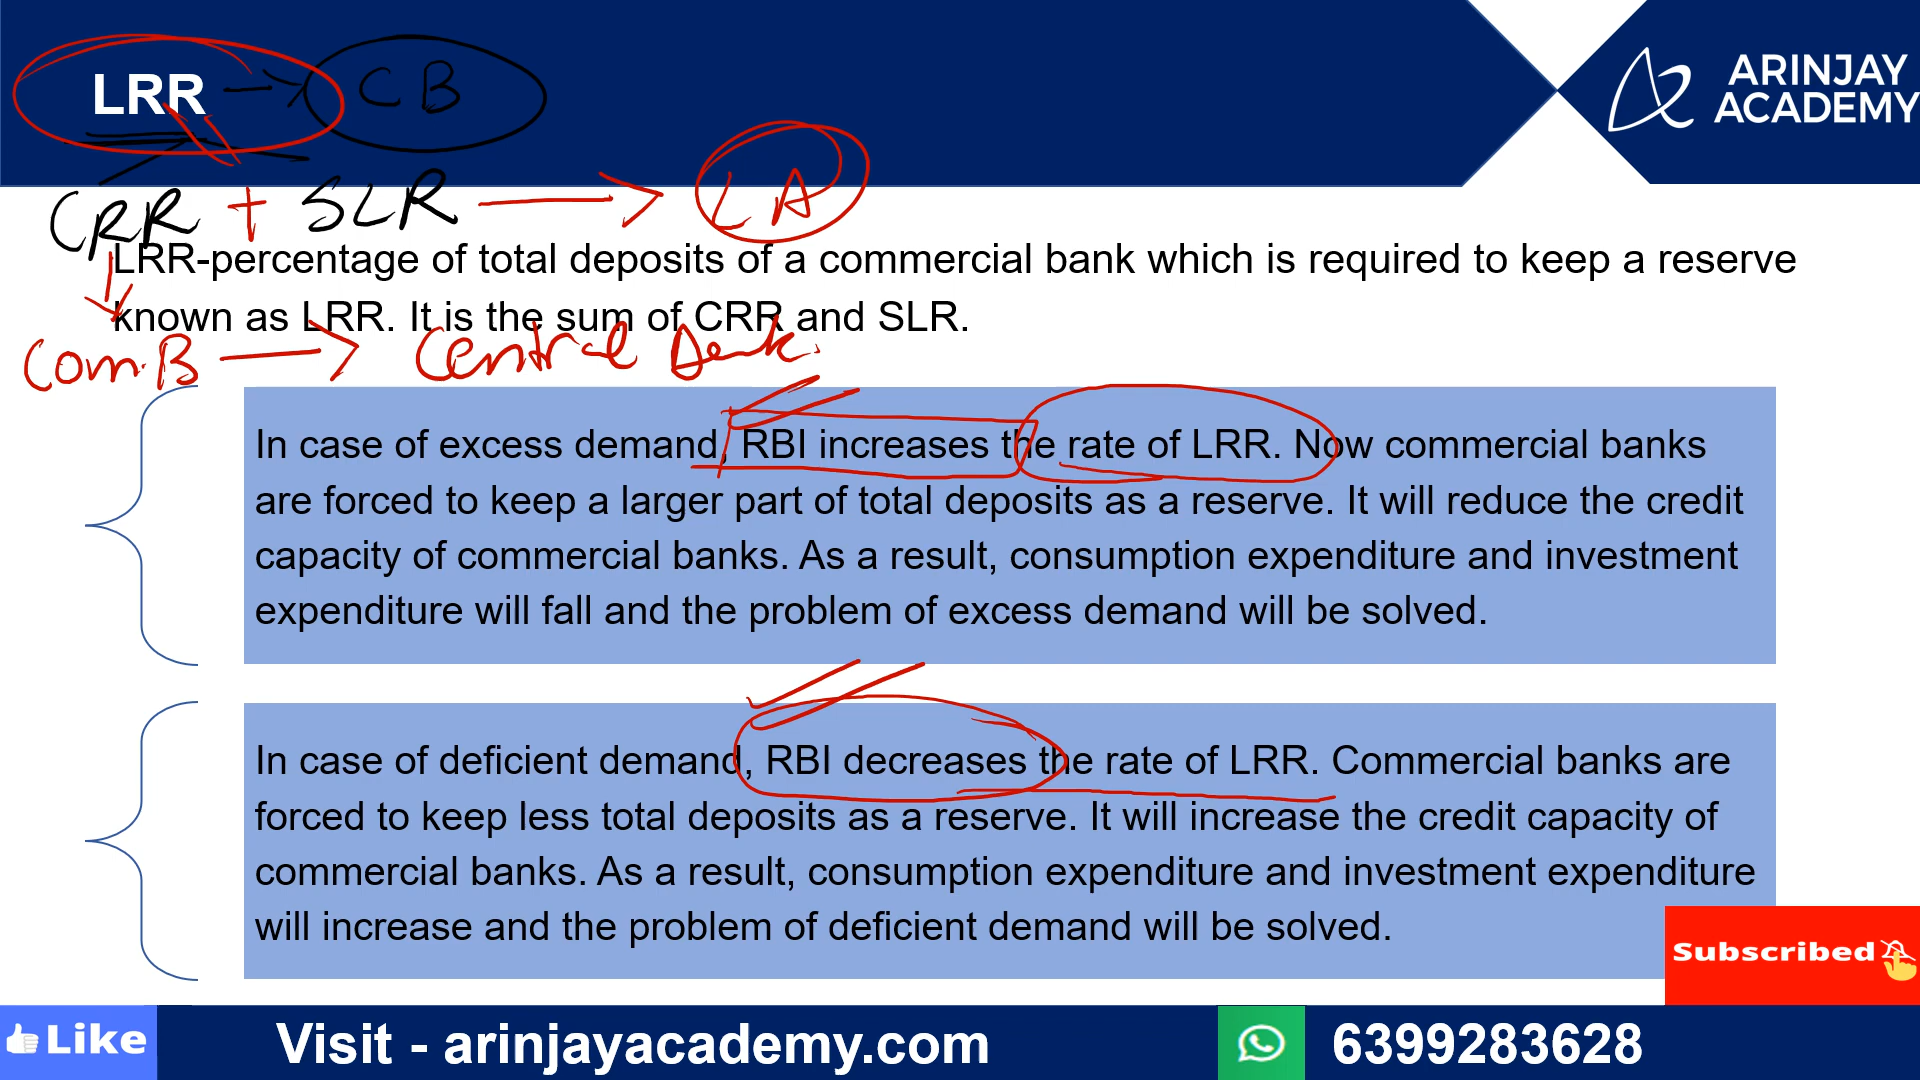 LRR → CB
ARINJAY
ACADEMY
CRR + SLR → LA
LRR-percentage of total deposits of a commercial bank which is required to keep a reserve
known as LRR. It is the sum of CRR and SLR.
Com.B → Central Bank.
In case of excess demand, RBI increases the rate of LRR. Now commercial banks
are forced to keep a larger part of total deposits as a reserve. It will reduce the credit
capacity of commercial banks. As a result, consumption expenditure and investment
expenditure will fall and the problem of excess demand will be solved.
In case of deficient demand, RBI decreases the rate of LRR. Commercial banks are
forced to keep less total deposits as a reserve. It will increase the credit capacity of
commercial banks. As a result, consumption expenditure and investment expenditure
will increase and the problem of deficient demand will be solved.
Subscribed
Like
Visit - arinjayacademy.com
6399283628